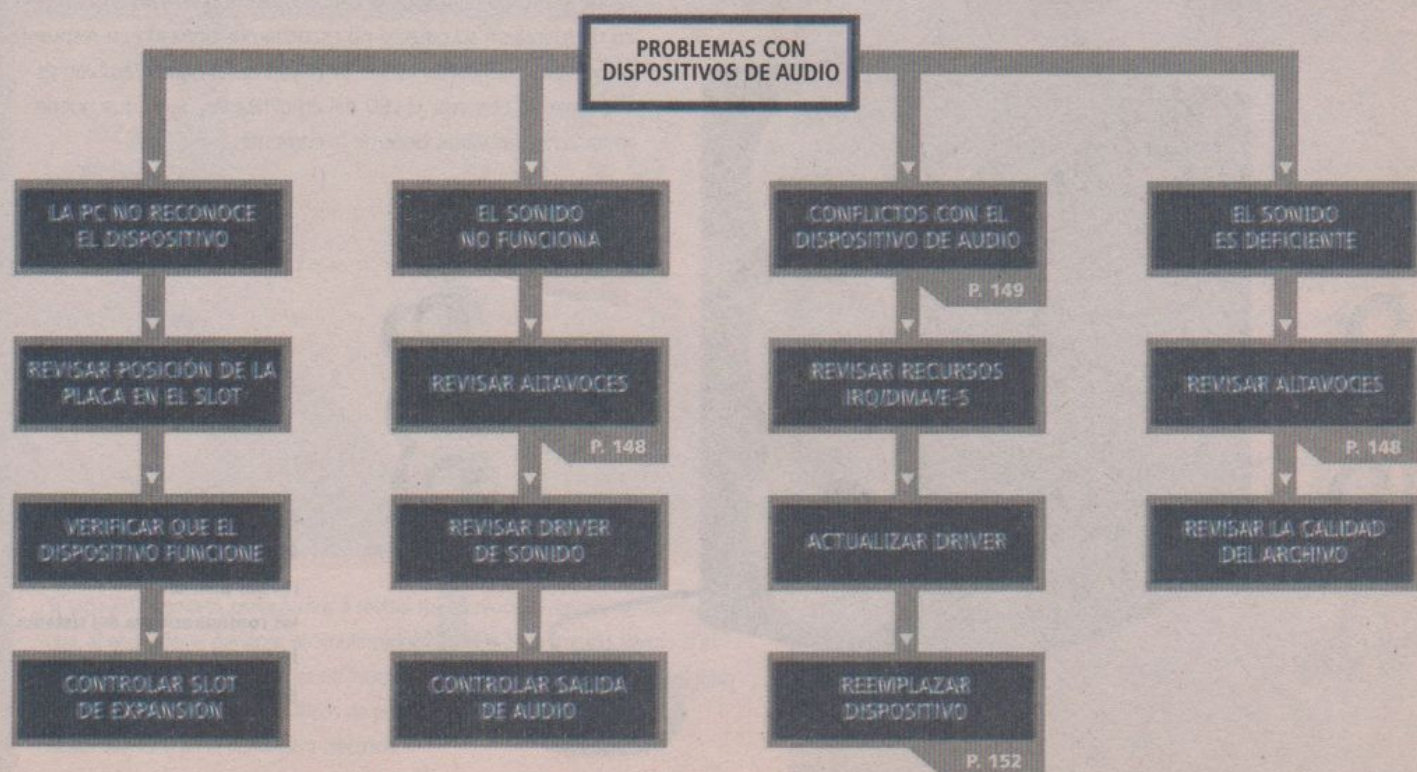 PROBLEMAS CON
DISPOSITIVOS DE AUDIO
LA PC NO RECONOCE
EL DISPOSITIVO
REVISAR POSICIÓN DE LA
PLACA EN EL SLOT
VERIFICAR QUE EL
DISPOSITIVO FUNCIONE
CONTROLAR SLOT
DE EXPANSIÓN
EL SONIDO
NO FUNCIONA
REVISAR ALTAVOCES
P. 148
REVISAR DRIVER
DE SONIDO
CONTROLAR SALIDA
DE AUDIO
CONFLICTOS CON EL
DISPOSITIVO DE AUDIO
P. 149
REVISAR RECURSOS
IRQ/DMA/E-S
ACTUALIZAR DRIVER
REEMPLAZAR
DISPOSITIVO
P. 152
EL SONIDO
ES DEFICIENTE
REVISAR ALTAVOCES
P. 148
REVISAR LA CALIDAD
DEL ARCHIVO